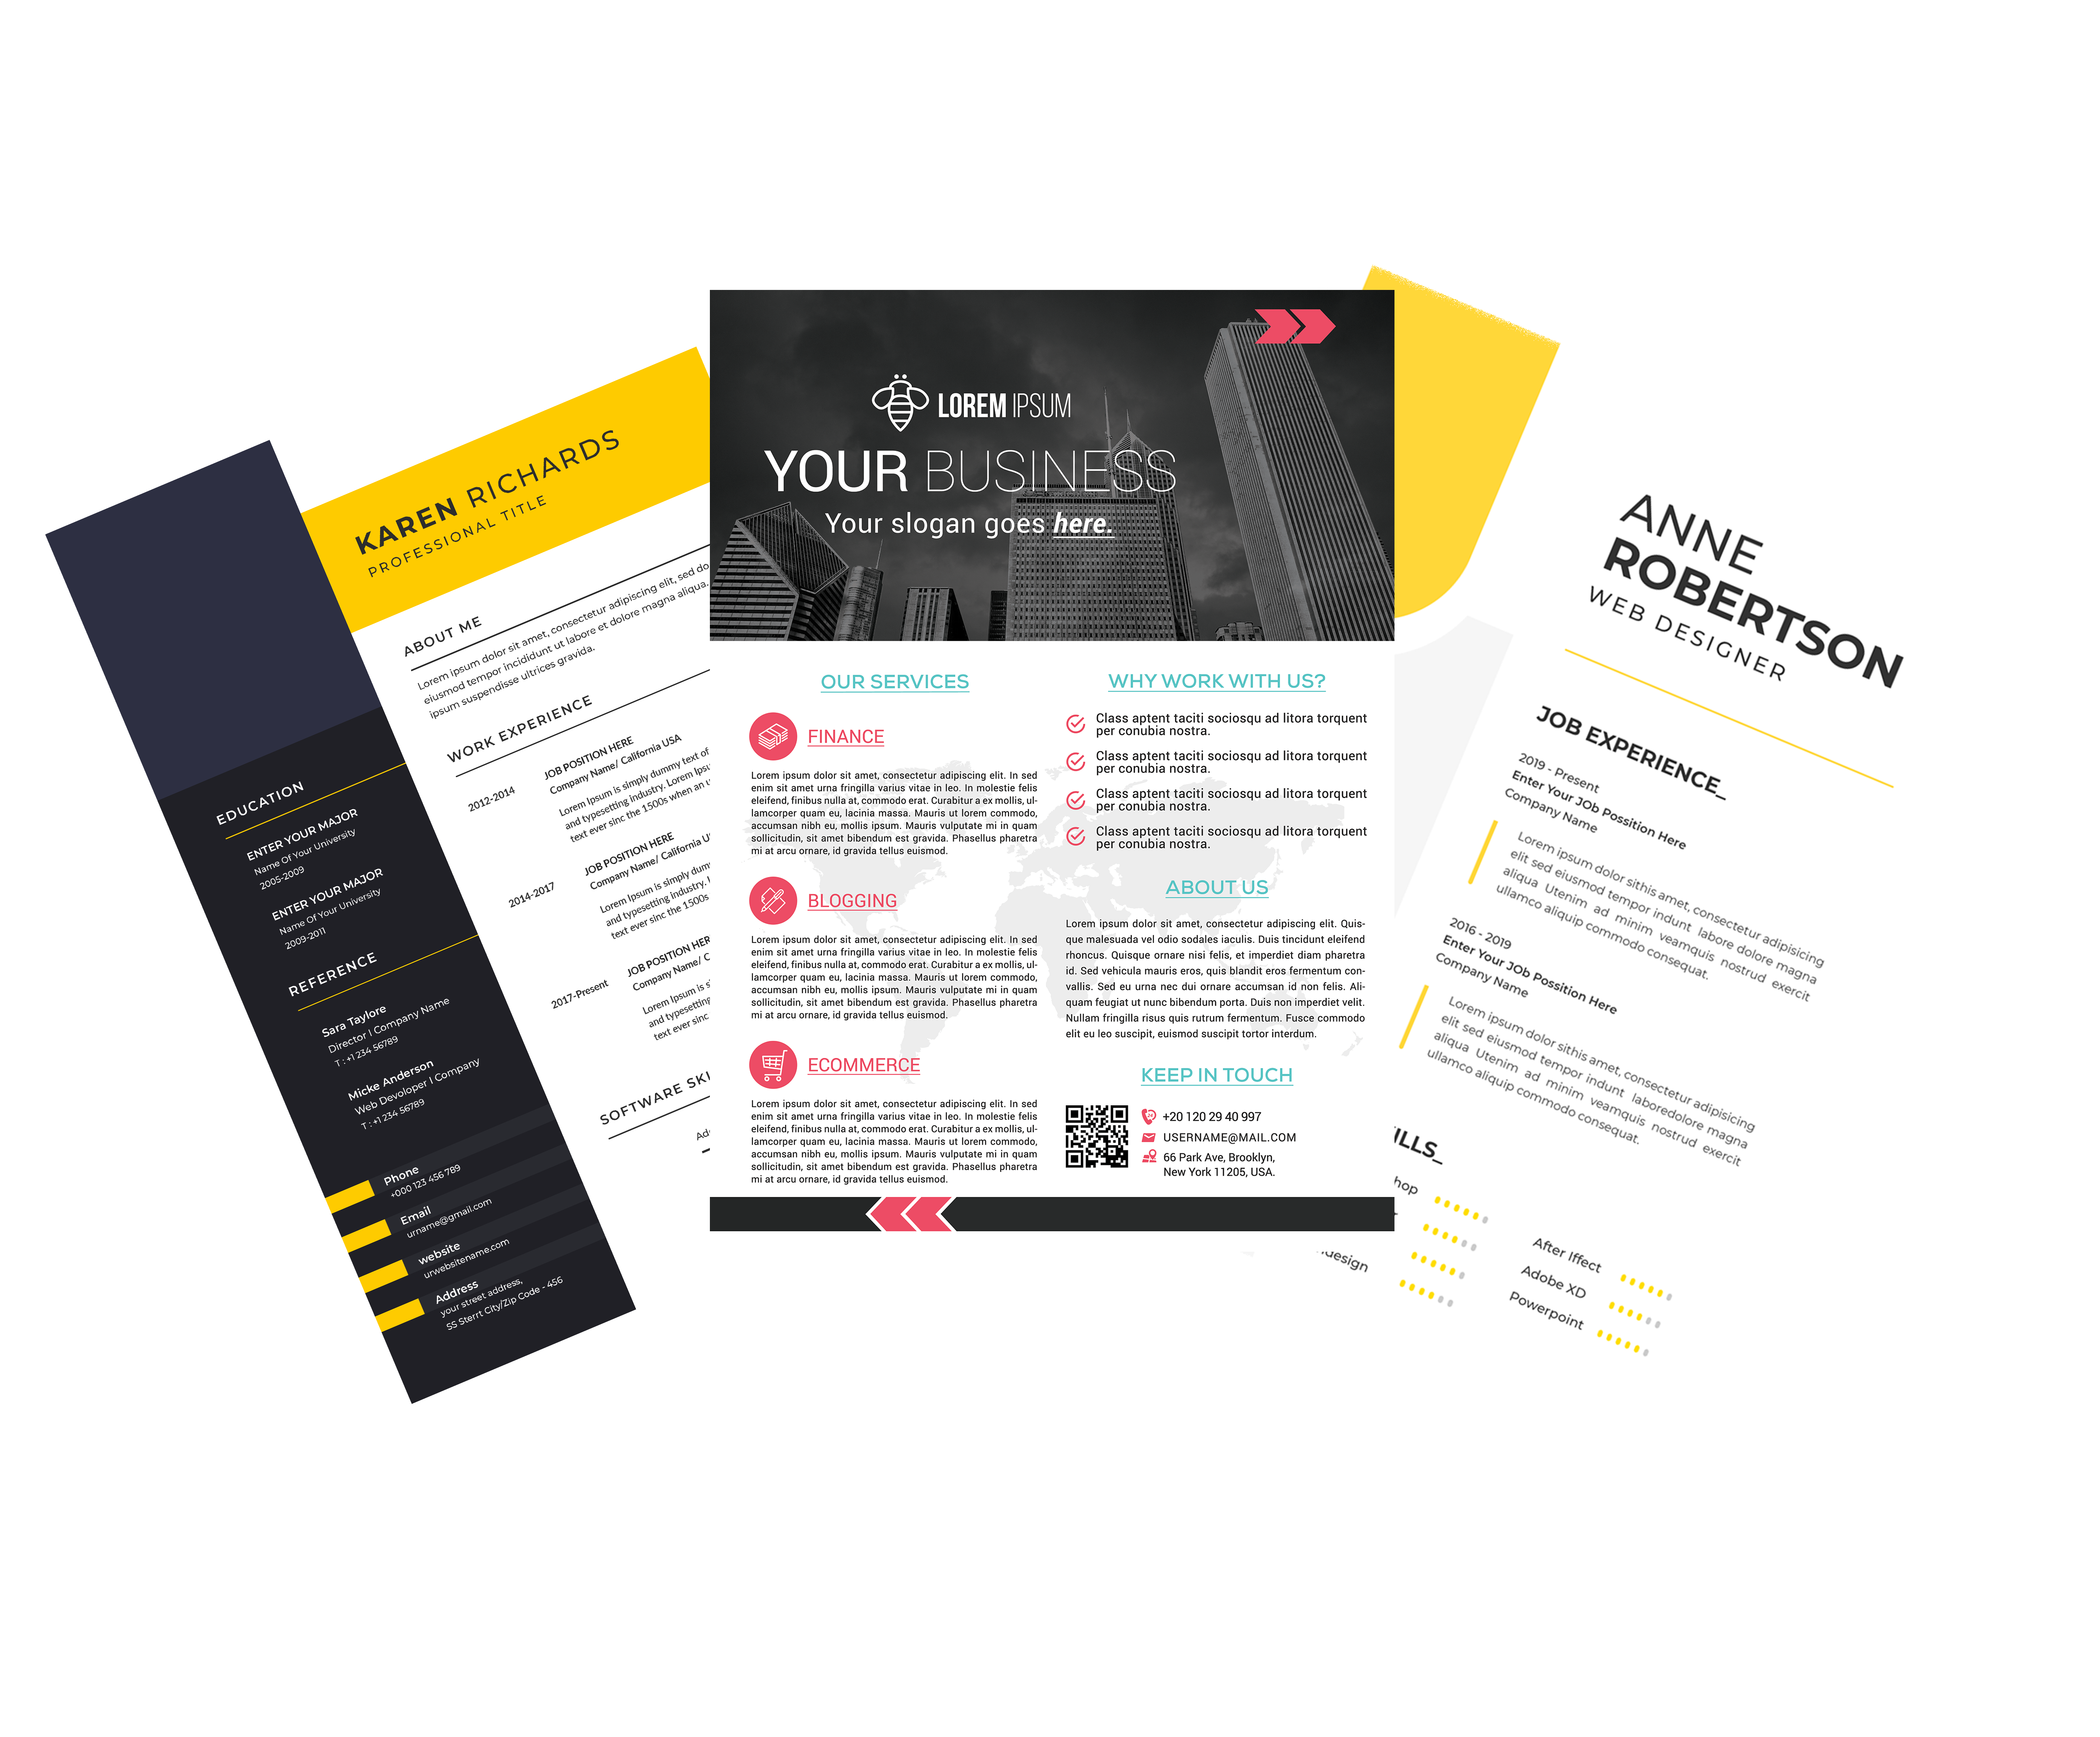 KAREN RICHARDS
PROFESSIONAL TITLE
ABOUT ME
Lorem ipsum dolor sit amet, consectetur adipiscing elit, sed do
eiusmod tempor incididunt ut labore et dolore magna aliqua.
ipsum suspendisse ultrices gravida.
WORK EXPERIENCE
2012-2014
JOB POSITION HERE
Company Name/ California USA
Lorem Ipsum is simply dummy text of
and typesetting industry. Lorem Ipsu
text ever sinc the 1500s when an u
2014-2017
JOB POSITION HERE
Company Name/ California U
Lorem Ipsum is simply dumm
and typesetting industry.
text ever sinc the 1500s
2017-Present
JOB POSITION HER
Company Name/ C
Lorem Ipsum is s
and typesetting
text ever sinc
SOFTWARE SKI
Ad
EDUCATION
ENTER YOUR MAJOR
Name Of Your University
2005-2009
ENTER YOUR MAJOR
Name Of Your University
2009-2011
REFERENCE
Sara Taylore
Director | Company Name
T : +1 234 56789
Micke Anderson
Web Devoloper | Company
T : +1 234 56789
Phone
+000 123 456 789
Email
urname@gmail.com
website
urwebsitename.com
Address
your street address,
SS Sterrt City/Zip Code - 456
LOREM IPSUM
YOUR BUSINESS
Your slogan goes here.
OUR SERVICES
FINANCE
Lorem ipsum dolor sit amet, consectetur adipiscing elit. In sed
enim sit amet urna fringilla varius vitae in leo. In molestie felis
eleifend, finibus nulla at, commodo erat. Curabitur a ex mollis, ul-
lamcorper quam eu, lacinia massa. Mauris ut lorem commodo,
accumsan nibh eu, mollis ipsum. Mauris vulputate mi in quam
sollicitudin, sit amet bibendum est gravida. Phasellus pharetra
mi at arcu ornare, id gravida tellus euismod.
BLOGGING
Lorem ipsum dolor sit amet, consectetur adipiscing elit. In sed
enim sit amet urna fringilla varius vitae in leo. In molestie felis
eleifend, finibus nulla at, commodo erat. Curabitur a ex mollis, ul-
lamcorper quam eu, lacinia massa. Mauris ut lorem commodo,
accumsan nibh eu, mollis ipsum. Mauris vulputate mi in quam
sollicitudin, sit amet bibendum est gravida. Phasellus pharetra
mi at arcu ornare, id gravida tellus euismod.
ECOMMERCE
Lorem ipsum dolor sit amet, consectetur adipiscing elit. In sed
enim sit amet urna fringilla varius vitae in leo. In molestie felis
eleifend, finibus nulla at, commodo erat. Curabitur a ex mollis, ul-
lamcorper quam eu, lacinia massa. Mauris ut lorem commodo,
accumsan nibh eu, mollis ipsum. Mauris vulputate mi in quam
sollicitudin, sit amet bibendum est gravida. Phasellus pharetra
mi at arcu ornare, id gravida tellus euismod.
WHY WORK WITH US?
Class aptent taciti sociosqu ad litora torquent
per conubia nostra.
Class aptent taciti sociosqu ad litora torquent
per conubia nostra.
Class aptent taciti sociosqu ad litora torquent
per conubia nostra.
Class aptent taciti sociosqu ad litora torquent
per conubia nostra.
ABOUT US
Lorem ipsum dolor sit amet, consectetur adipiscing elit. Quis-
que malesuada vel odio sodales iaculis. Duis tincidunt eleifend
rhoncus. Quisque ornare nisi felis, et imperdiet diam pharetra
id. Sed vehicula mauris eros, quis blandit eros fermentum con-
vallis. Sed eu urna nec dui ornare accumsan id non felis. Ali-
quam feugiat ut nunc bibendum porta. Duis non imperdiet velit.
Nullam fringilla risus quis rutrum fermentum. Fusce commodo
elit eu leo suscipit, euismod suscipit tortor interdum.
KEEP IN TOUCH
+20 120 29 40 997
USERNAME@MAIL.COM
66 Park Ave, Brooklyn,
New York 11205, USA.
ANNE
ROBERTSON
WEB DESIGNER
JOB EXPERIENCE_
2019 - Present
Enter Your JOb Possition Here
Company Name
Lorem ipsum dolor sithis amet, consectetur adipisicing
elit sed eiusmod tempor indunt labore dolore magna
aliqua Utenim ad minim veamquis nostrud exercit
ullamco aliquip commodo consequat.
2016 - 2019
Enter Your JOb Possition Here
Company Name
Lorem ipsum dolor sithis amet, consectetur adipisicing
elit sed eiusmod tempor indunt laboredolore magna
aliqua Utenim ad minim veamquis nostrud exercit
ullamco aliquip commodo consequat.
ILLS_
hop
design
After Iffect
Adobe XD
Powerpoint